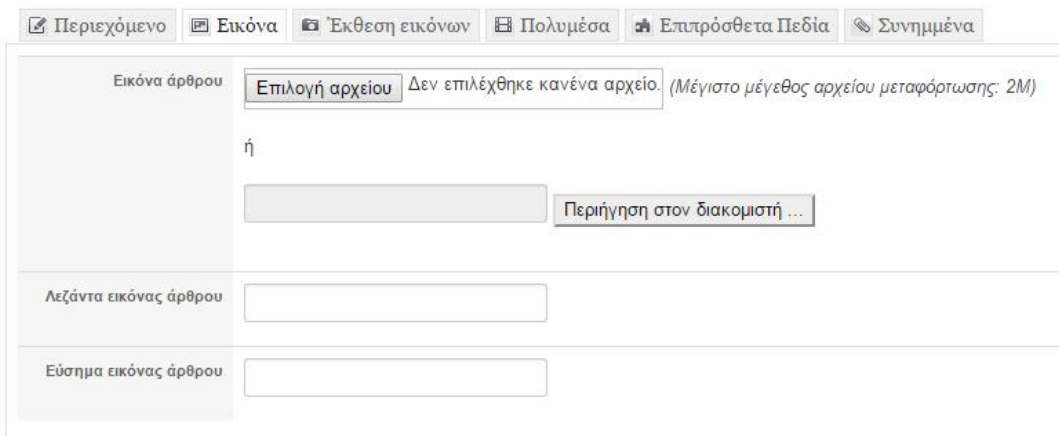 Περιεχόμενο Εικόνα Έκθεση εικόνων Πολυμέσα Επιπρόσθετα Πεδία Συνημμένα
Εικόνα άρθρου Επιλογή αρχείου Δεν επιλέχθηκε κανένα αρχείο. (Μέγιστο μέγεθος αρχείου μεταφόρτωσης: 2M)
ή
Περιήγηση στον διακομιστή ...
Λεζάντα εικόνας άρθρου
Εύσημα εικόνας άρθρου